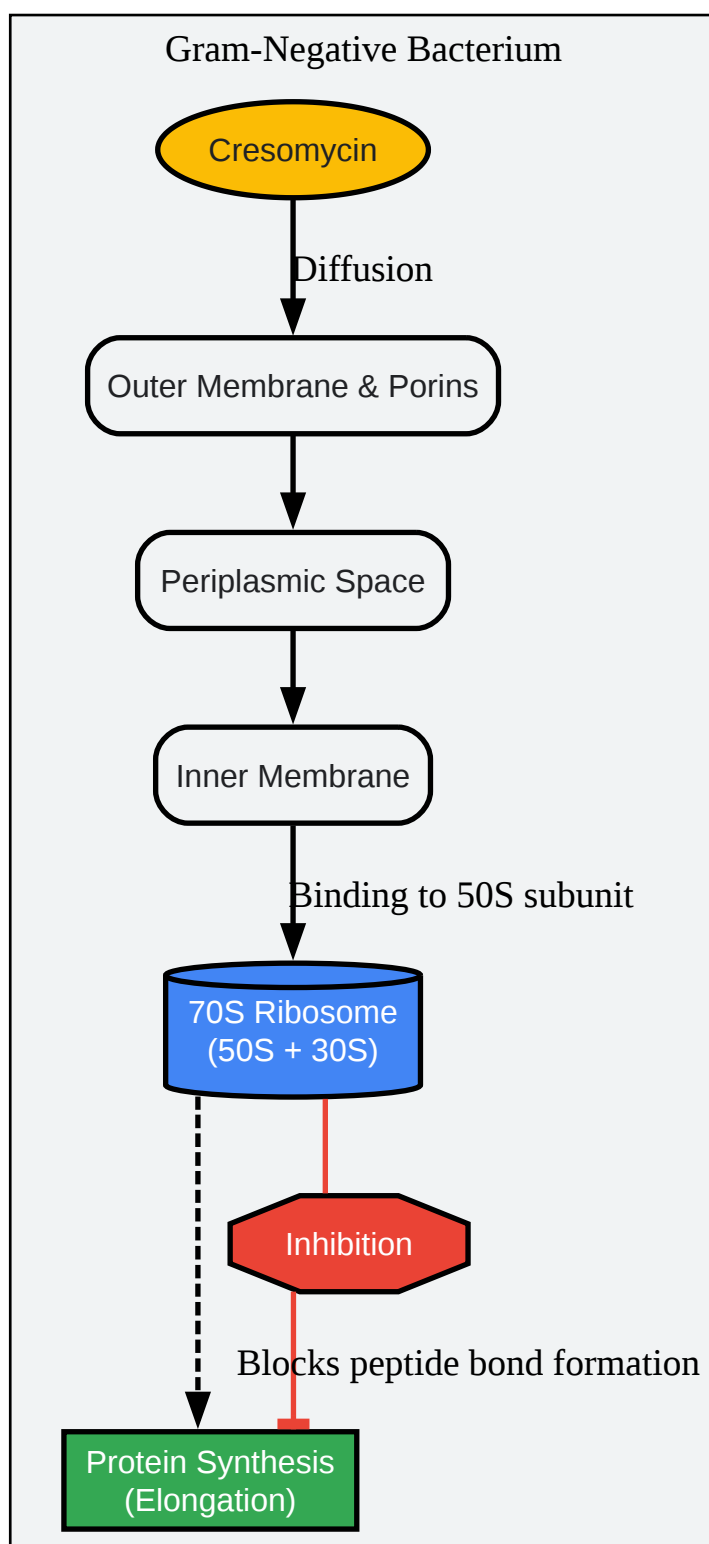 Gram-Negative Bacterium
Cresomycin
Diffusion
Outer Membrane & Porins
Periplasmic Space
Inner Membrane
Binding to 50S subunit
70S Ribosome
(50S + 30S)
Inhibition
Blocks peptide bond formation
Protein Synthesis
(Elongation)